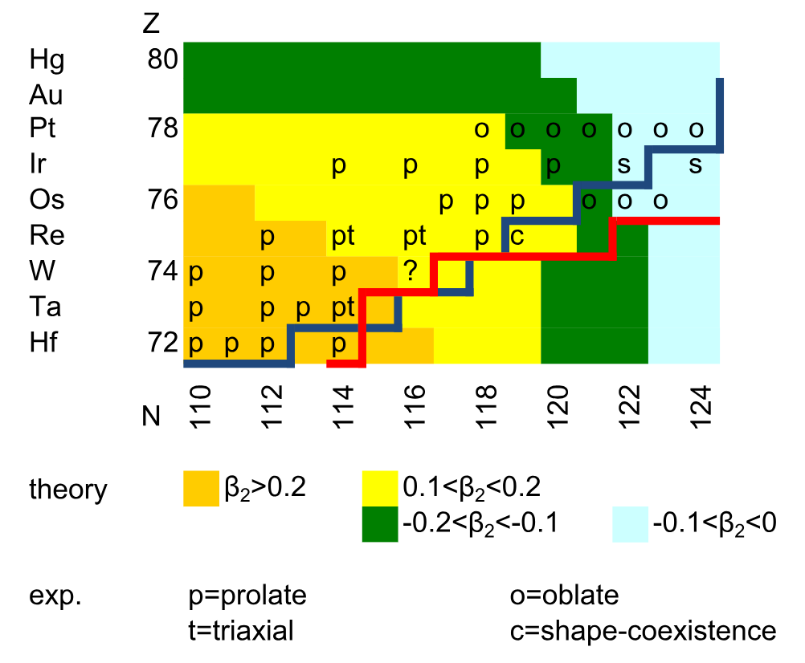 Z
Hg 80
Au
Pt 78 o o o o o o o
Ir p p p p s s
Os 76 p p p o o o
Re p pt pt p c
W 74 p p p ?
Ta p p p pt
Hf 72 p p p p
N 110 112 114 116 118 120 122 124
theory β₂>0.2 0.1<β₂<0.2
-0.2<β₂<-0.1 -0.1<β₂<0
exp. p=prolate o=oblate
t=triaxial c=shape-coexistence